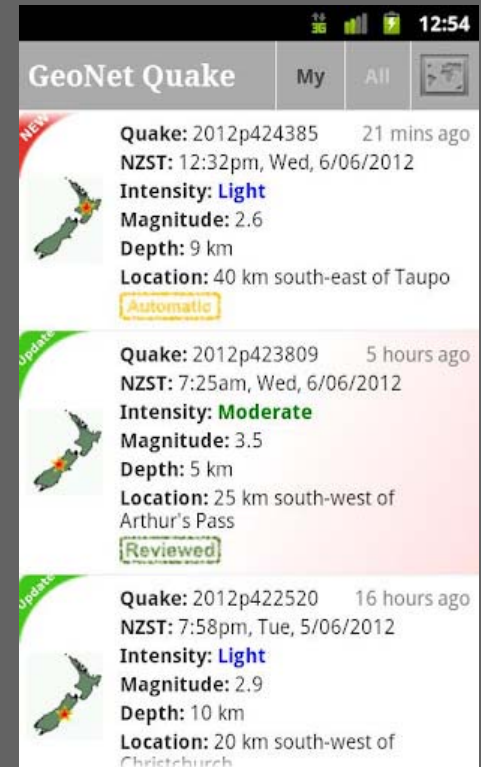 3G 12:54
GeoNet Quake My All
NEW
Quake: 2012p424385 21 mins ago
NZST: 12:32pm, Wed, 6/06/2012
Intensity: Light
Magnitude: 2.6
Depth: 9 km
Location: 40 km south-east of Taupo
Automatic
Update
Quake: 2012p423809 5 hours ago
NZST: 7:25am, Wed, 6/06/2012
Intensity: Moderate
Magnitude: 3.5
Depth: 5 km
Location: 25 km south-west of
Arthur's Pass
Reviewed
Update
Quake: 2012p422520 16 hours ago
NZST: 7:58pm, Tue, 5/06/2012
Intensity: Light
Magnitude: 2.9
Depth: 10 km
Location: 20 km south-west of
Christchurch